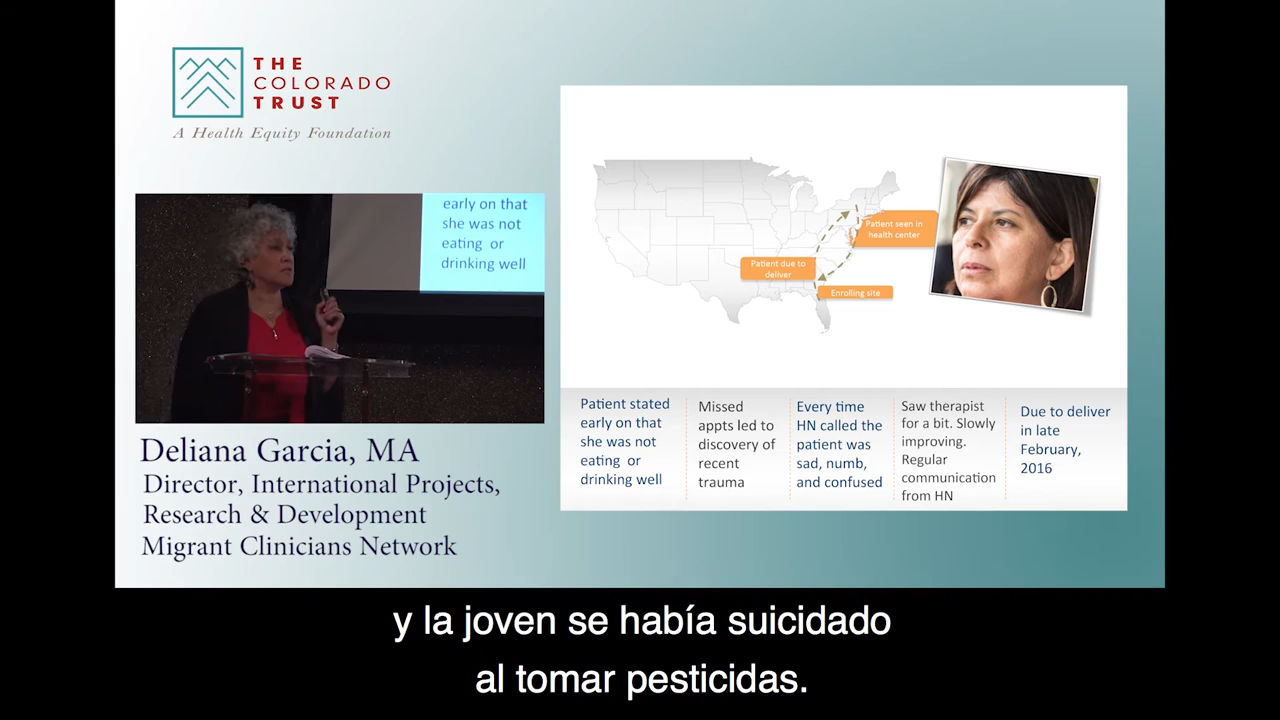 THE
COLORADO
TRUST
A Health Equity Foundation
early on that
she was not
eating or
drinking well
Deliana Garcia, MA
Director, International Projects,
Research & Development
Migrant Clinicians Network
Patient seen in
health center
Patient due to
deliver
Enrolling site
Patient stated
early on that
she was not
eating or
drinking well
Missed
appts led to
discovery of
recent
trauma
Every time
HN called the
patient was
sad, numb,
and confused
Saw therapist
for a bit. Slowly
improving.
Regular
communication
from HN
Due to deliver
in late
February,
2016
y la joven se había suicidado
al tomar pesticidas.